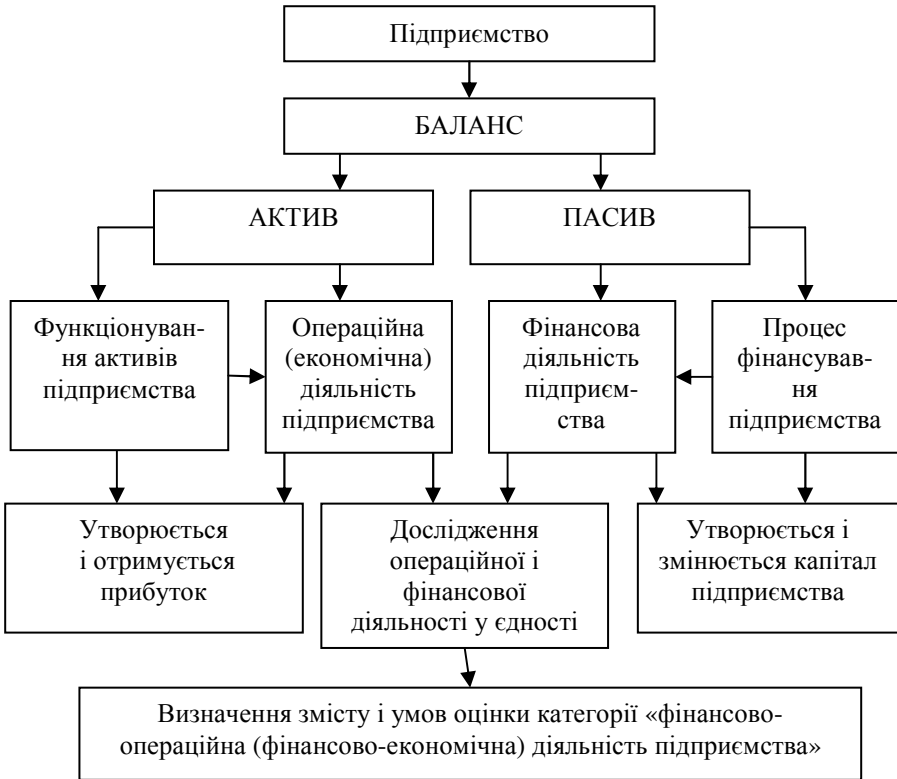 Підприємство
БАЛАНС
АКТИВ
ПАСИВ
Функціонуван-
ня активів
підприємства
Операційна
(економічна)
діяльність
підприємства
Фінансова
діяльність
підприєм-
ства
Процес
фінансуван-
ня
підприємства
Утворюється
і отримується
прибуток
Дослідження
операційної і
фінансової
діяльності у єдності
Утворюється і
змінюється капітал
підприємства
Визначення змісту і умов оцінки категорії «фінансово-
операційна (фінансово-економічна) діяльність підприємства»